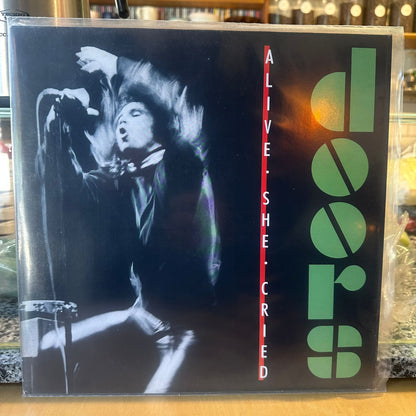 ALIVE · SHE · CRIED
doors